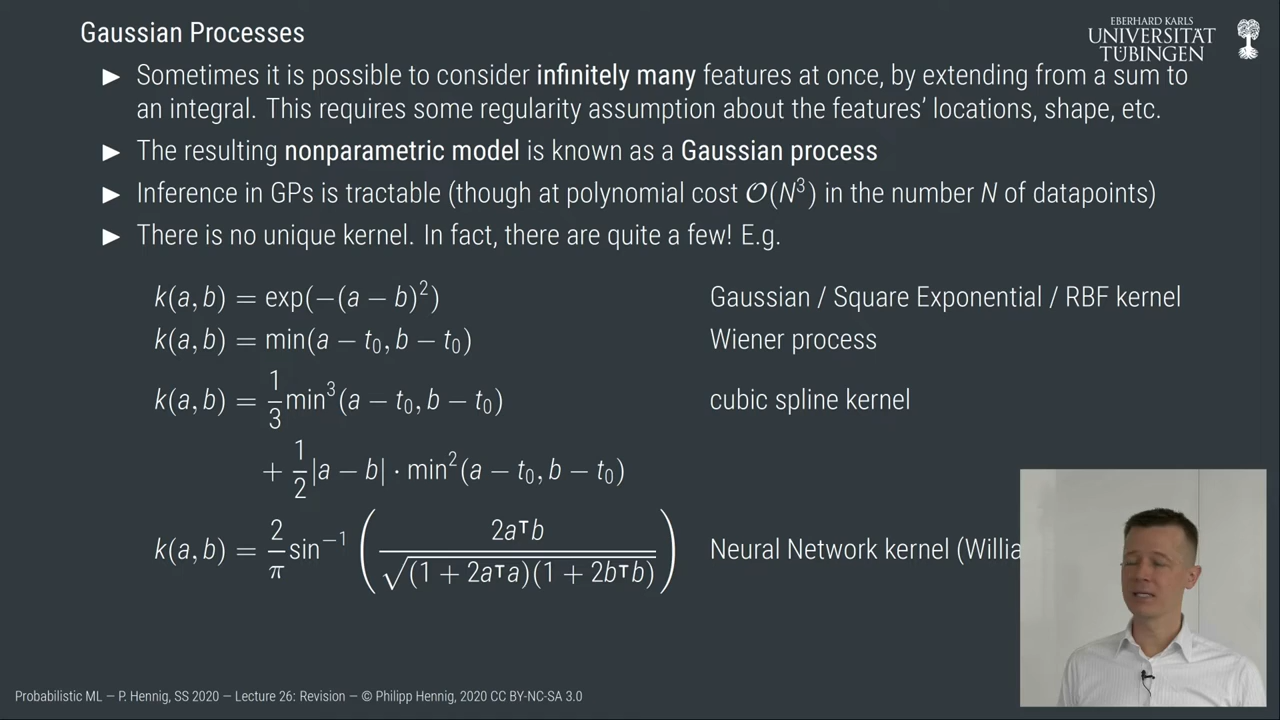 Gaussian Processes
EBERHARD KARLS
UNIVERSITÄT
TÜBINGEN
▶ Sometimes it is possible to consider infinitely many features at once, by extending from a sum to
an integral. This requires some regularity assumption about the features' locations, shape, etc.
▶ The resulting nonparametric model is known as a Gaussian process
▶ Inference in GPs is tractable (though at polynomial cost 𝒪(N³) in the number N of datapoints)
▶ There is no unique kernel. In fact, there are quite a few! E.g.
k(a, b) = exp(−(a − b)²) Gaussian / Square Exponential / RBF kernel
k(a, b) = min(a − t₀, b − t₀) Wiener process
k(a, b) = 1/3 min³(a − t₀, b − t₀) cubic spline kernel
+ 1/2 |a − b| · min²(a − t₀, b − t₀)
k(a, b) = 2/π sin⁻¹ ( 2a⊤b / √((1 + 2a⊤a)(1 + 2b⊤b)) ) Neural Network kernel
Probabilistic ML — P. Hennig, SS 2020 — Lecture 26: Revision — © Philipp Hennig, 2020 CC BY-NC-SA 3.0